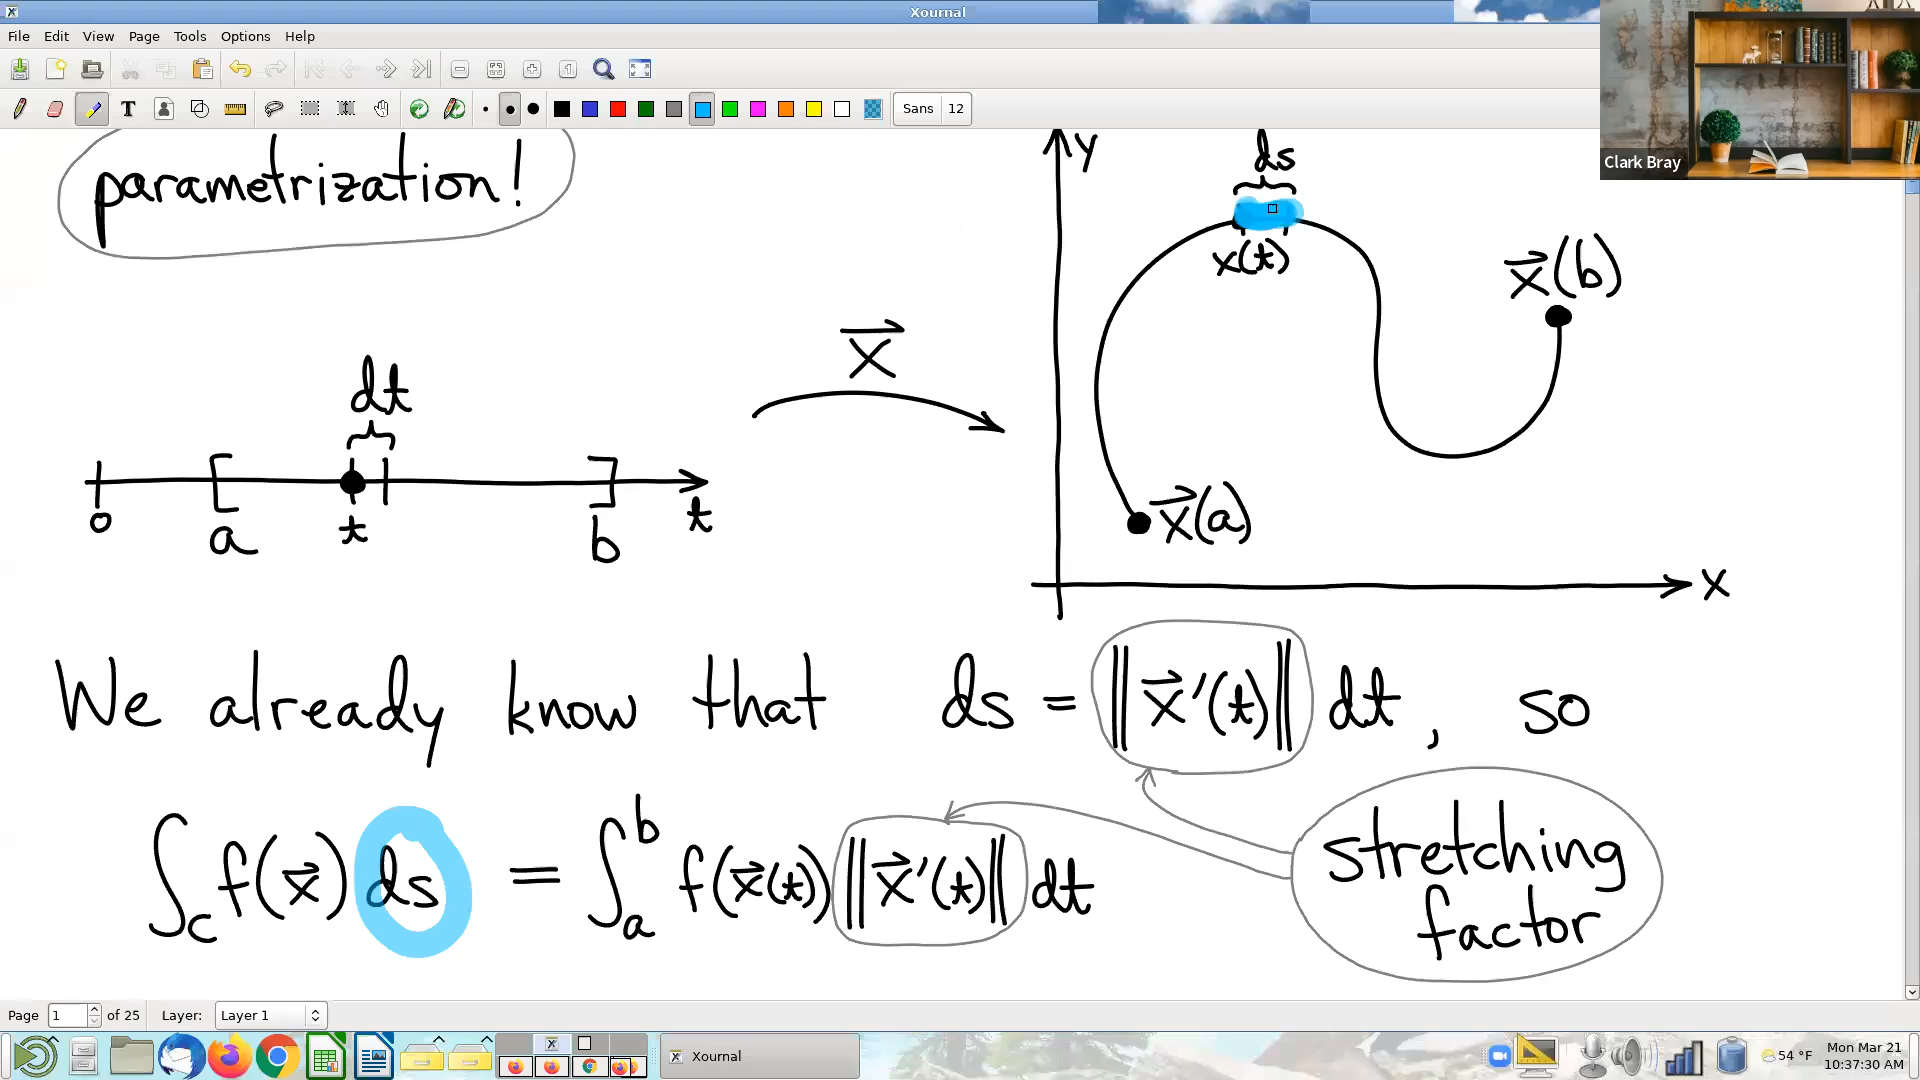 Xournal
File Edit View Page Tools Options Help
Sans 12
Clark Bray
parametrization!
y
ds
x(t)
x⃗(b)
x⃗
dt
0 a t b t
x⃗(a)
x
We already know that ds = ‖x⃗′(t)‖ dt, so
∫_C f(x⃗) ds = ∫_a^b f(x⃗(t)) ‖x⃗′(t)‖ dt
stretching
factor
Page 1 of 25 Layer: Layer 1
Xournal
54 °F
Mon Mar 21
10:37:30 AM